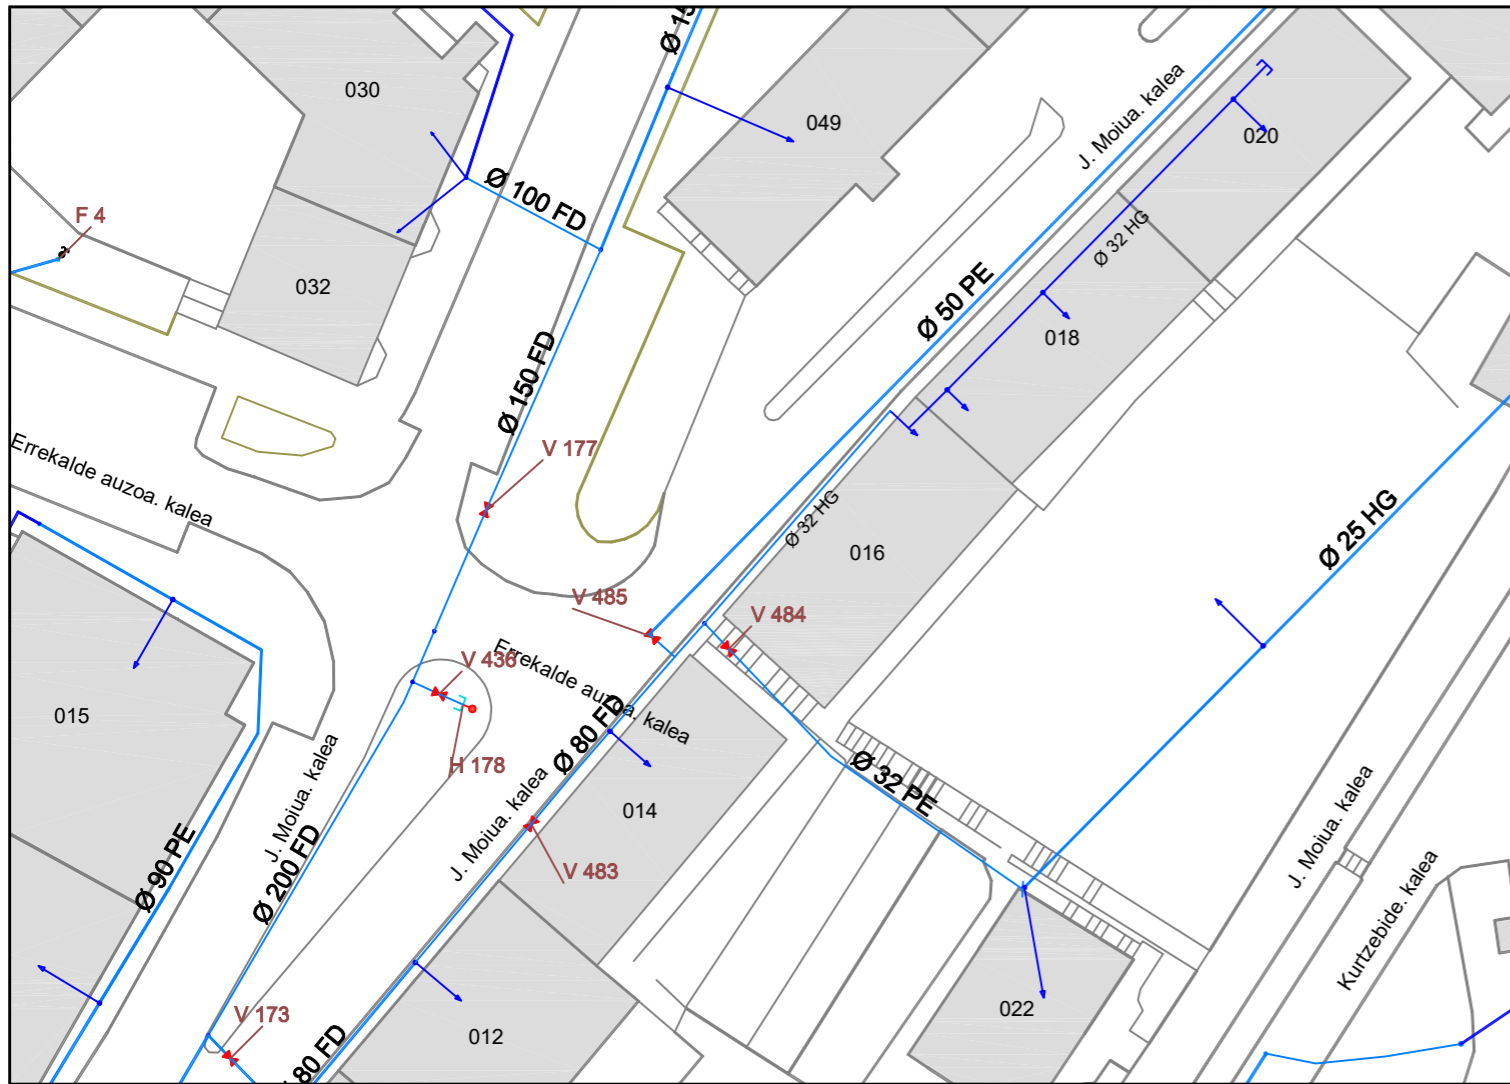 Ø 15
030
049
J. Moiua. kalea
020
Ø 100 FD
F 4
Ø 32 HG
032
Ø 50 PE
018
Ø 150 FD
V 177
Errekalde auzoa. kalea
Ø 32 HG
016
Ø 25 HG
V 485
V 484
Errekalde auzoa. kalea
V 436
015
Ø 80 FD
H 178
J. Moiua. kalea
Ø 32 PE
014
J. Moiua. kalea
J. Moiua. kalea
Ø 90 PE
Ø 200 FD
V 483
Kurtzebide. kalea
V 173
012
022
80 FD